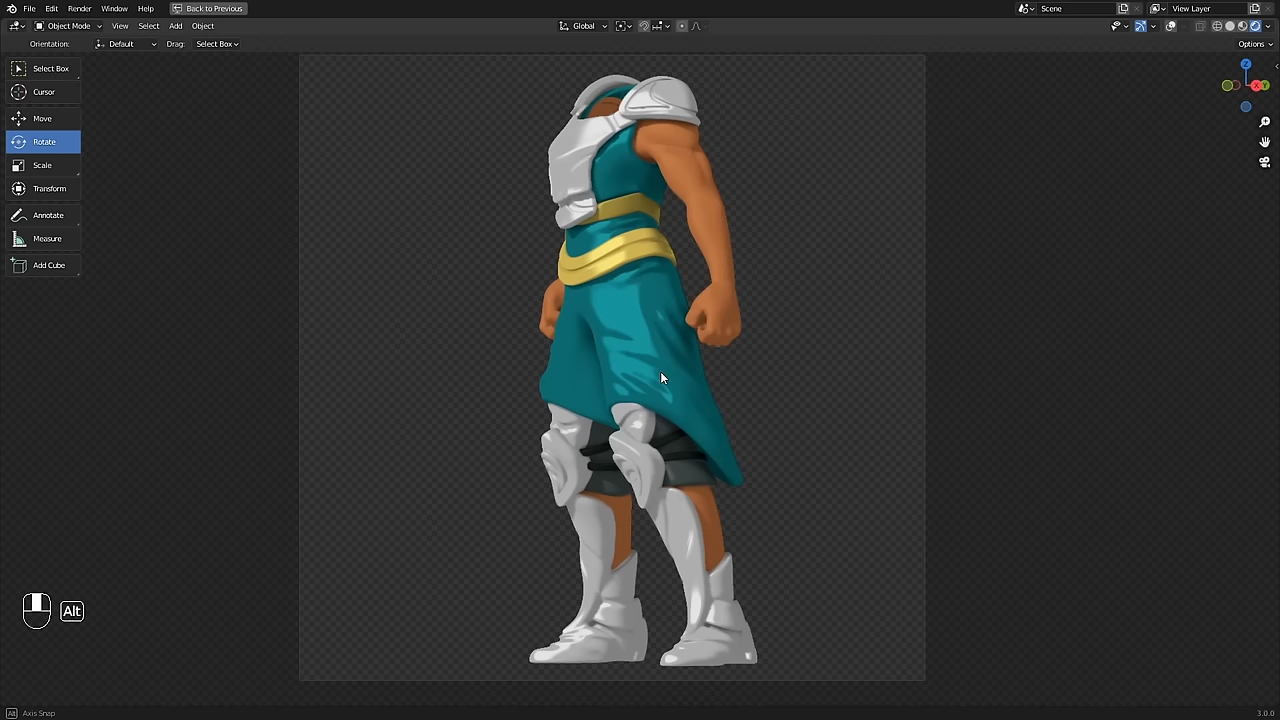 File Edit Render Window Help Back to Previous Scene View Layer
Object Mode View Select Add Object Global
Orientation: Default Drag: Select Box Options
Select Box
Cursor
Move
Rotate
Scale
Transform
Annotate
Measure
Add Cube
Z
X Y
Alt
Alt Axis Snap 3.0.0